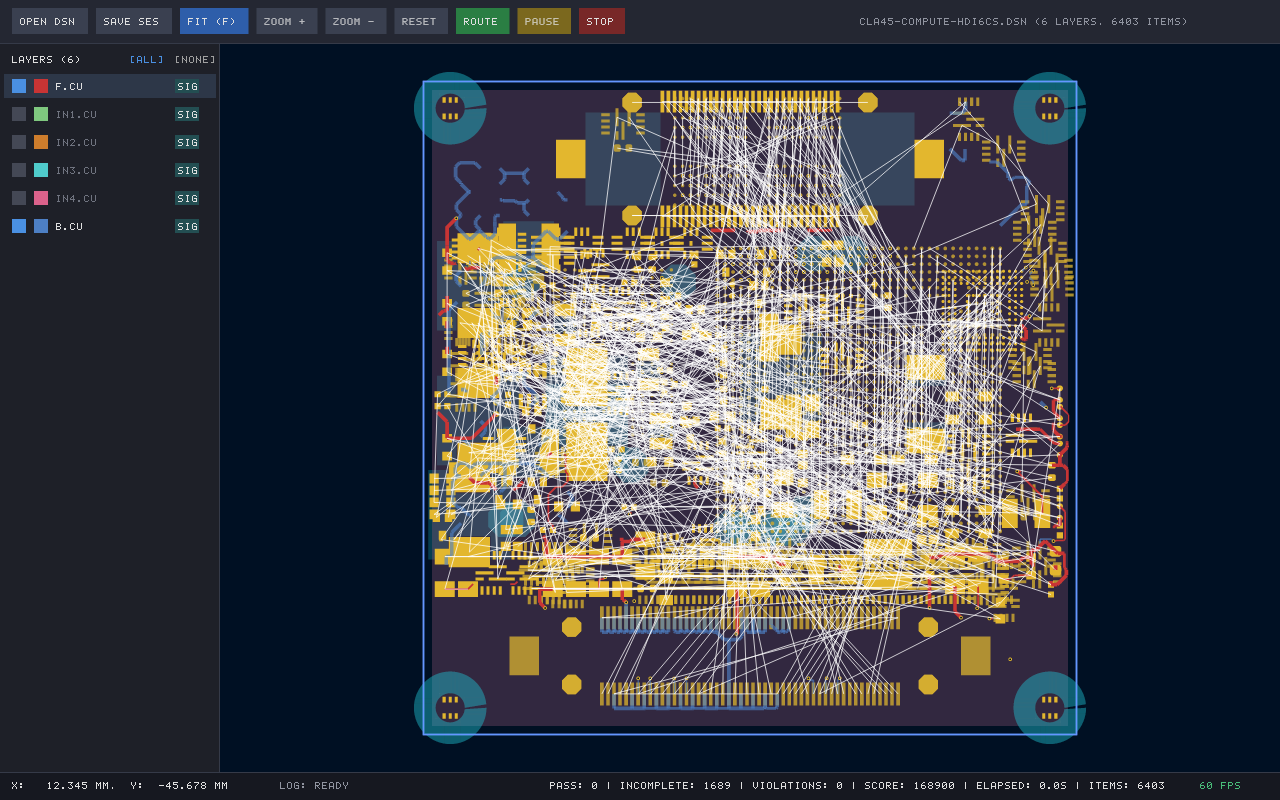 OPEN DSN SAVE SES FIT (F) ZOOM + ZOOM - RESET ROUTE PAUSE STOP CLA45-COMPUTE-HDI6CS.DSN (6 LAYERS. 6403 ITEMS)
LAYERS (6) [ALL] [NONE]
F.CU SIG
IN1.CU SIG
IN2.CU SIG
IN3.CU SIG
IN4.CU SIG
B.CU SIG
X: 12.345 MM. Y: -45.678 MM LOG: READY PASS: 0 | INCOMPLETE: 1689 | VIOLATIONS: 0 | SCORE: 168900 | ELAPSED: 0.0S | ITEMS: 6403 60 FPS